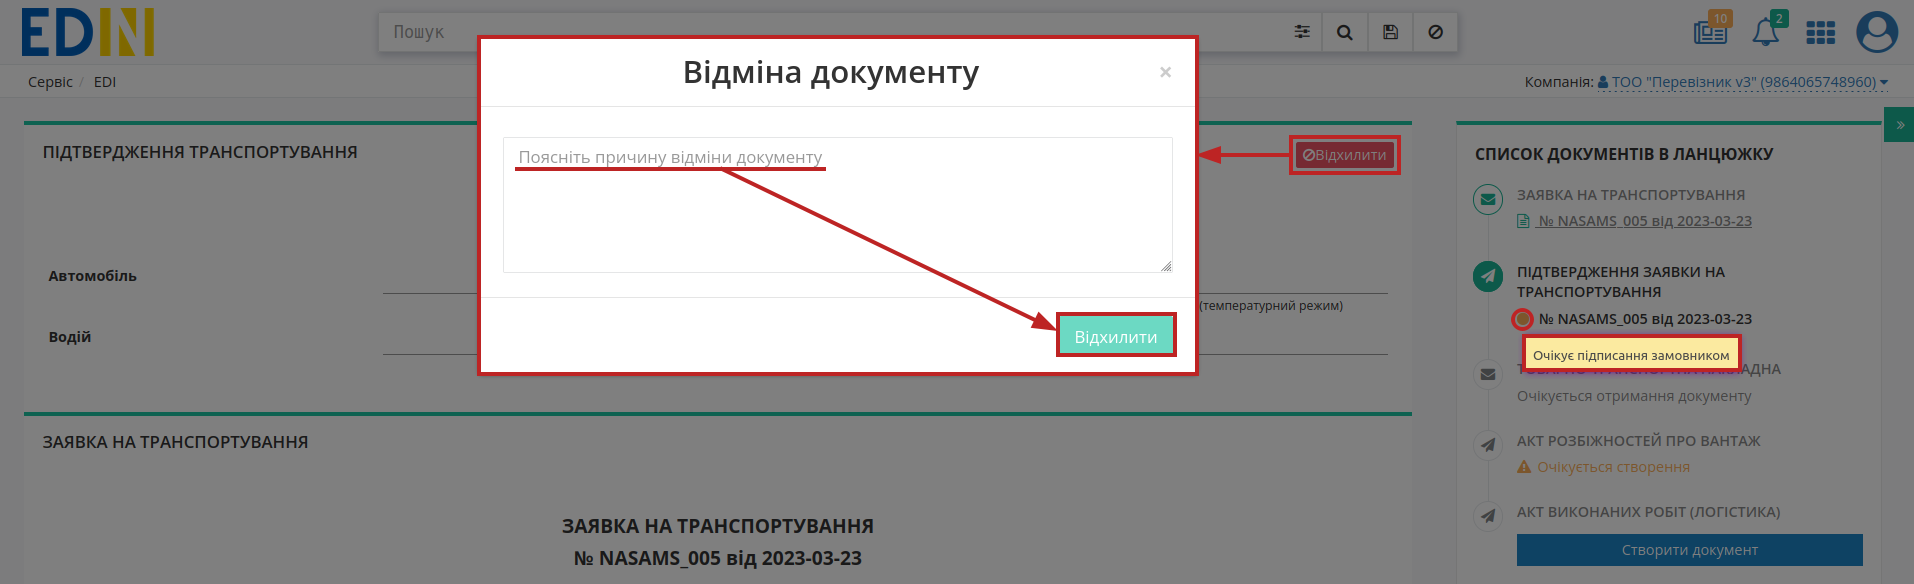 EDIN
Пошук
10
2
Сервіс / EDI
Компанія: ТОО "Перевізник v3" (9864065748960)
Відміна документу
×
Поясніть причину відміни документу
Відхилити
ПІДТВЕРДЖЕННЯ ТРАНСПОРТУВАННЯ
Відхилити
Автомобіль
(температурний режим)
Водій
ЗАЯВКА НА ТРАНСПОРТУВАННЯ
ЗАЯВКА НА ТРАНСПОРТУВАННЯ
№ NASAMS_005 від 2023-03-23
»
СПИСОК ДОКУМЕНТІВ В ЛАНЦЮЖКУ
ЗАЯВКА НА ТРАНСПОРТУВАННЯ
№ NASAMS_005 від 2023-03-23
ПІДТВЕРДЖЕННЯ ЗАЯВКИ НА
ТРАНСПОРТУВАННЯ
№ NASAMS_005 від 2023-03-23
Очікує підписання замовником
Очікується отримання документу
АКТ РОЗБІЖНОСТЕЙ ПРО ВАНТАЖ
Очікується створення
АКТ ВИКОНАНИХ РОБІТ (ЛОГІСТИКА)
Створити документ